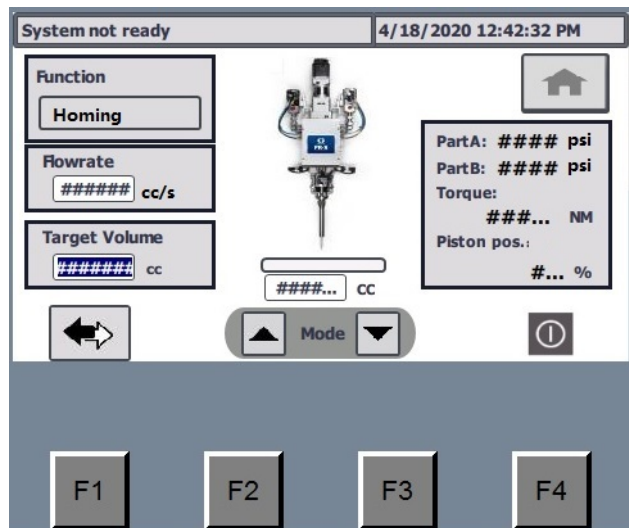 System not ready
4/18/2020 12:42:32 PM
Function
Homing
Flowrate
###### cc/s
Target Volume
####### cc
####... cc
PartA: #### psi
PartB: #### psi
Torque:
###... NM
Piston pos.:
#... %
Mode
F1
F2
F3
F4